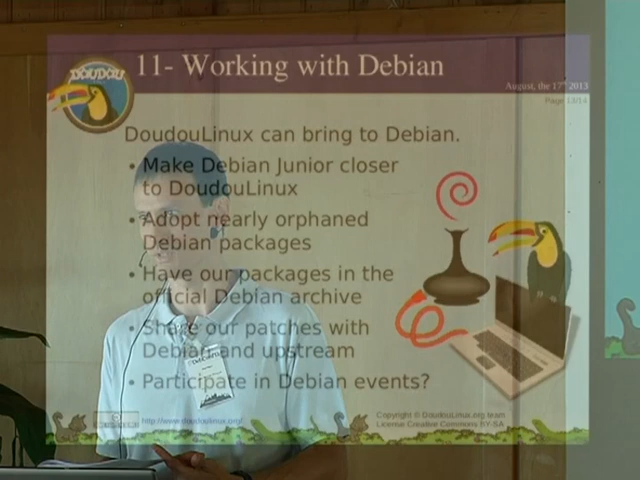 DOUDOU
11- Working with Debian
August, the 17th 2013
Page 13/14
DoudouLinux can bring to Debian.
• Make Debian Junior closer
to DoudouLinux
• Adopt nearly orphaned
Debian packages
• Have our packages in the
official Debian archive
• Share our patches with
Debian and upstream
• Participate in Debian events?
http://www.doudoulinux.org/
Copyright © DoudouLinux.org team
License Creative Commons BY-SA